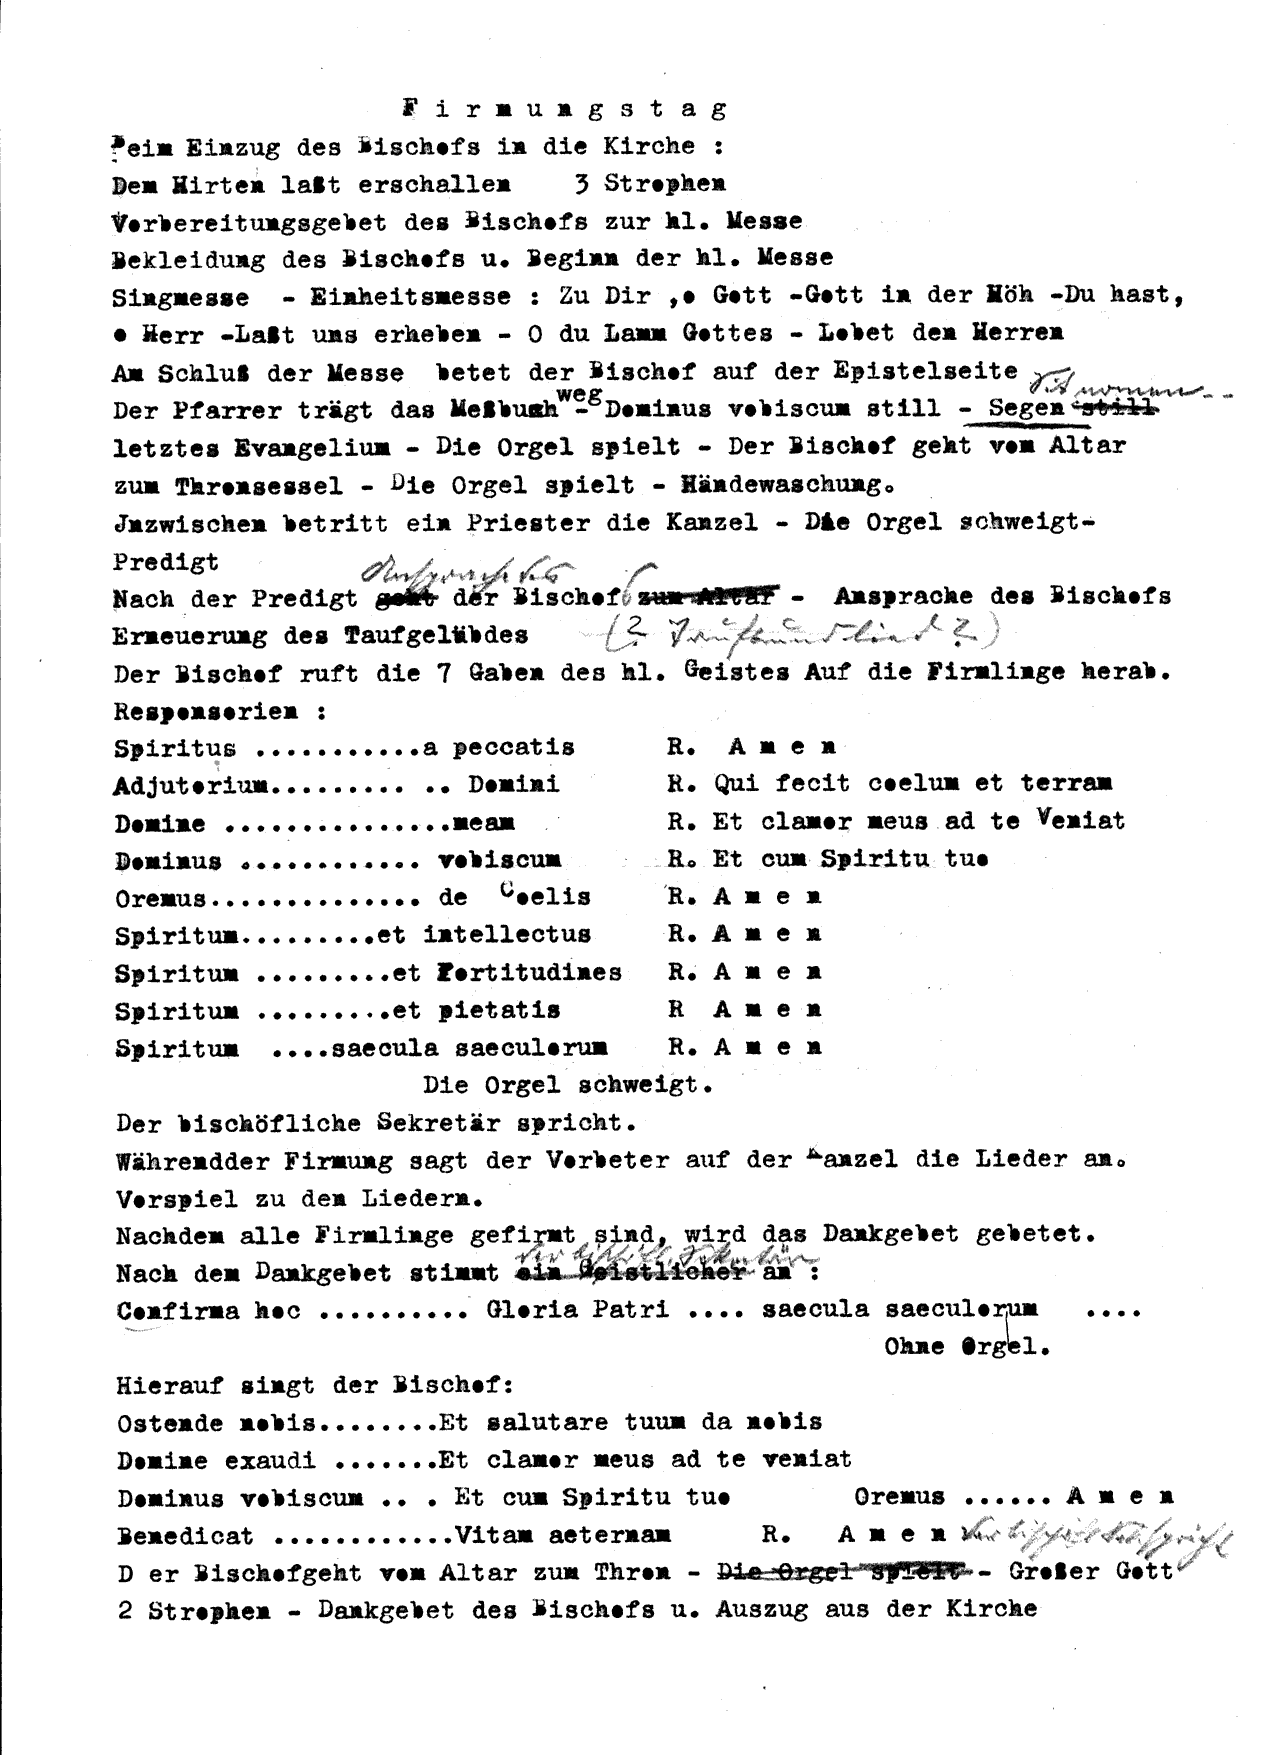 F i r m u n g s t a g
Beim Einzug des Bischofs in die Kirche :
Dem Hirten laßt erschallen    3 Strophen
Vorbereitungsgebet des Bischofs zur hl. Messe
Bekleidung des Bischofs u. Beginn der hl. Messe
Singmesse  - Einheitsmesse : Zu Dir ,o Gott -Gott in der Höh -Du hast,
o Herr -Laßt uns erheben - O du Lamm Gottes - Lobet den Herren
Am Schluß der Messe  betet der Bischof auf der Epistelseite
Sit nomen...
Der Pfarrer trägt das Meßbuch weg - Dominus vobiscum still - Segen still
letztes Evangelium - Die Orgel spielt - Der Bischof geht vom Altar
zum Thronsessel - Die Orgel spielt - Händewaschung.
Jnzwischen betritt ein Priester die Kanzel - Die Orgel schweigt-
Predigt
Ansprache des
Nach der Predigt geht der Bischof zum Altar -  Ansprache des Bischofs
Erneuerung des Taufgelübdes     (? Taufbundlied ?)
Der Bischof ruft die 7 Gaben des hl. Geistes Auf die Firmlinge herab.
Responsorien :
Spiritus ...........a peccatis      R.  A m e n
Adjutorium......... .. Domini       R. Qui fecit coelum et terram
Domine ...............meam          R. Et clamor meus ad te Veniat
Dominus ............ vobiscum       R. Et cum Spiritu tuo
Oremus.............. de  Coelis     R. A m e n
Spiritum.........et intellectus     R. A m e n
Spiritum .........et Fortitudines   R. A m e n
Spiritum .........et pietatis       R  A m e n
Spiritum  ....saecula saeculorum    R. A m e n
Die Orgel schweigt.
Der bischöfliche Sekretär spricht.
Währendder Firmung sagt der Vorbeter auf der Kanzel die Lieder an.
Vorspiel zu den Liedern.
Nachdem alle Firmlinge gefirmt sind, wird das Dankgebet gebetet.
der bischöfl. Sekretär
Nach dem Dankgebet stimmt ein Geistlicher an :
Confirma hoc .......... Gloria Patri .... saecula saeculorum   ....
Ohne Orgel.
Hierauf singt der Bischof:
Ostende nobis........Et salutare tuum da nobis
Domine exaudi .......Et clamor meus ad te veniat
Dominus vobiscum .. . Et cum Spiritu tuo        Oremus ...... A m e n
Benedicat ............Vitam aeternam      R.   A m e n der bischöfl. Sekr. spricht
D er Bischofgeht vom Altar zum Thron - Die Orgel spielt - Großer Gott
2 Strophen - Dankgebet des Bischofs u. Auszug aus der Kirche